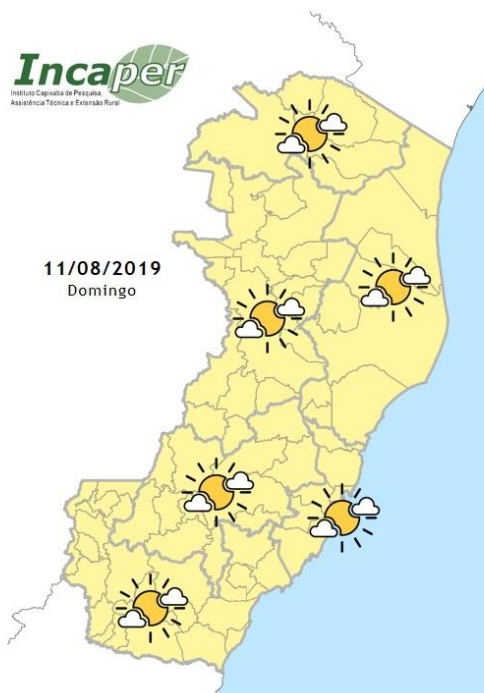 Incaper
Instituto Capixaba de Pesquisa,
Assistência Técnica e Extensão Rural
11/08/2019
Domingo